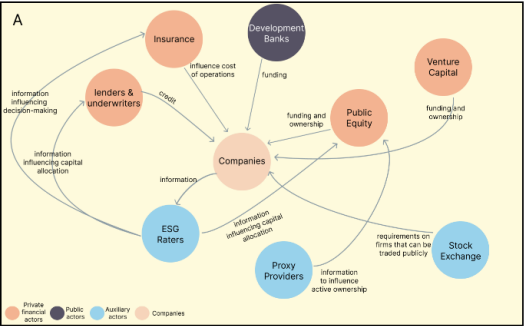 A
Insurance
Development
Banks
Venture
Capital
influence cost
of operations
funding
lenders &
underwriters
credit
information
influencing
decision-making
funding and
ownership
Public
Equity
funding and
ownership
information
influencing capital
allocation
Companies
information
ESG
Raters
information
influencing capital
allocation
requirements on
firms that can be
traded publicly
Stock
Exchange
Proxy
Providers
information
to influence
active ownership
Private
financial
actors
Public
actors
Auxiliary
actors
Companies